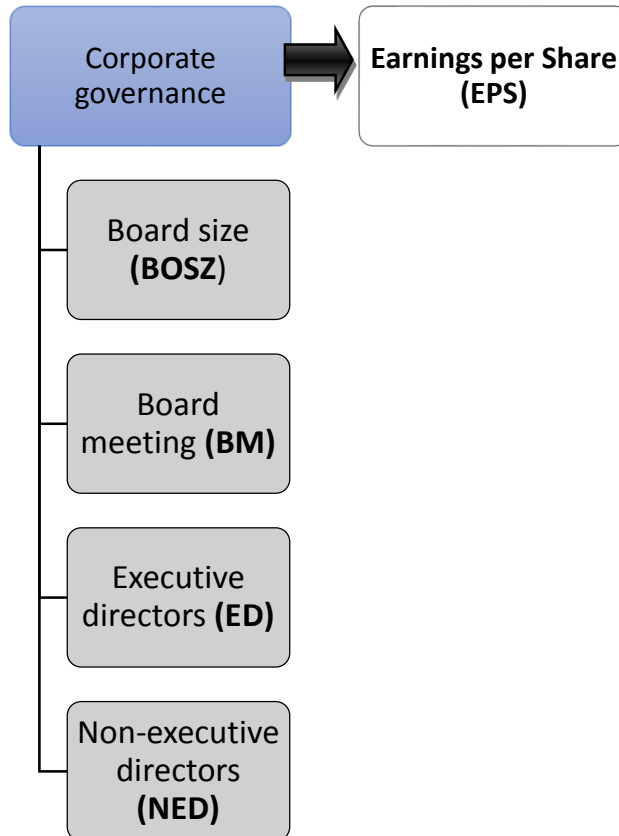 Corporate
governance
Earnings per Share
(EPS)
Board size
(BOSZ)
Board
meeting (BM)
Executive
directors (ED)
Non-executive
directors
(NED)